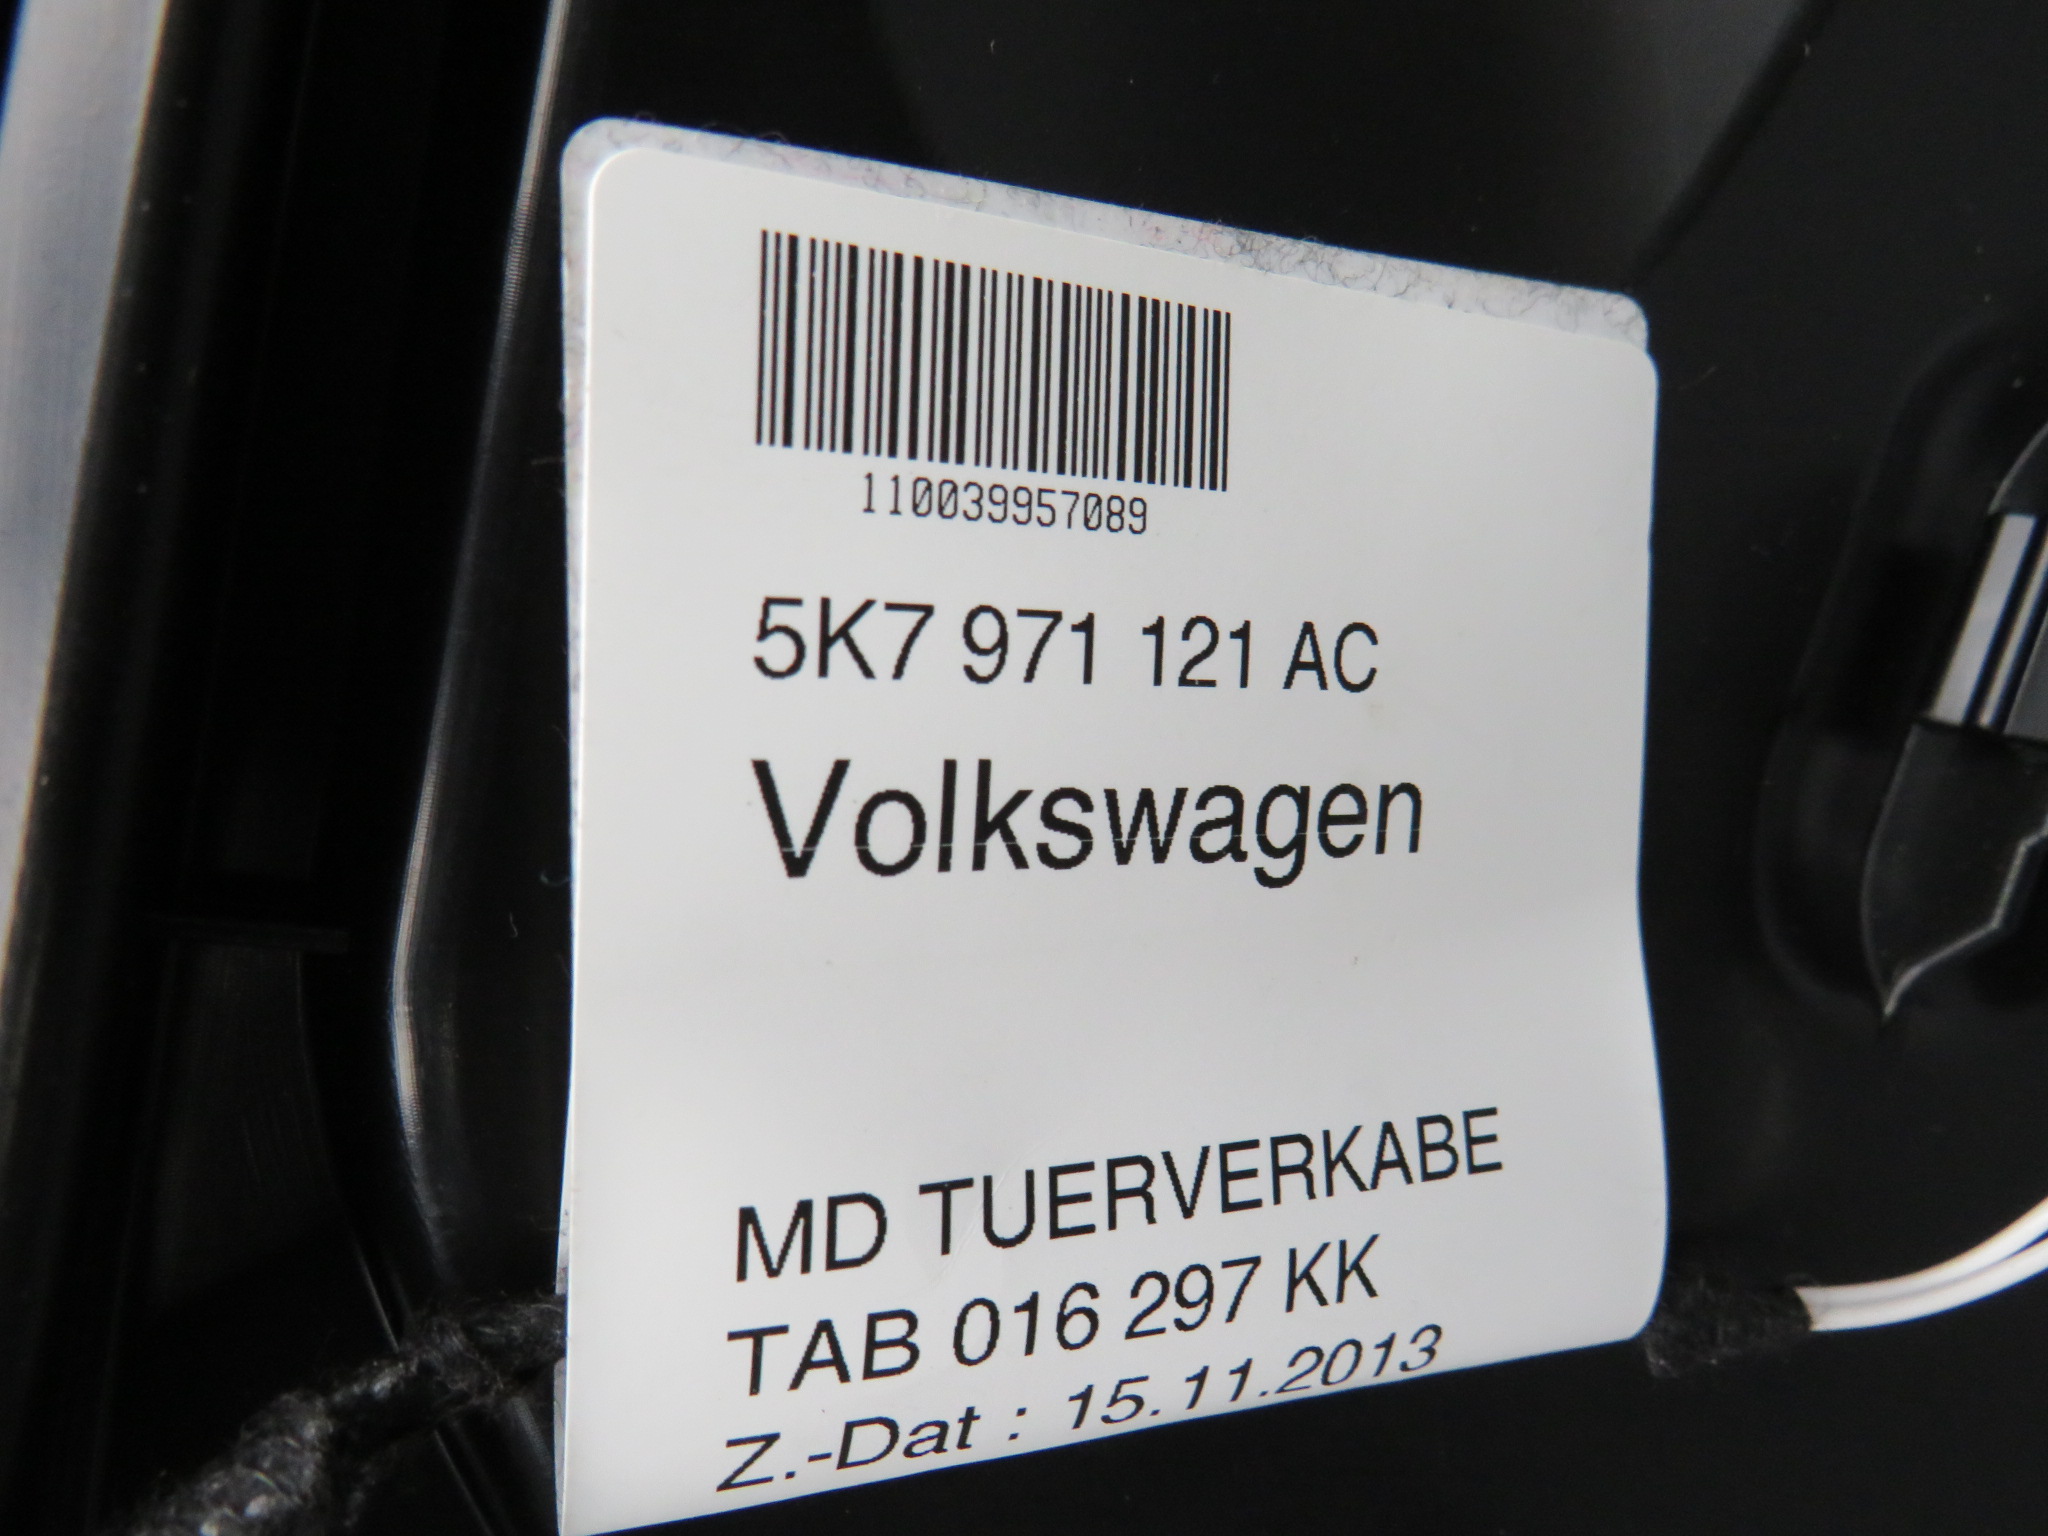 110039957089
5K7 971 121 AC
Volkswagen
MD TUERVERKABE
TAB 016 297 KK
Z.-Dat : 15.11.2013